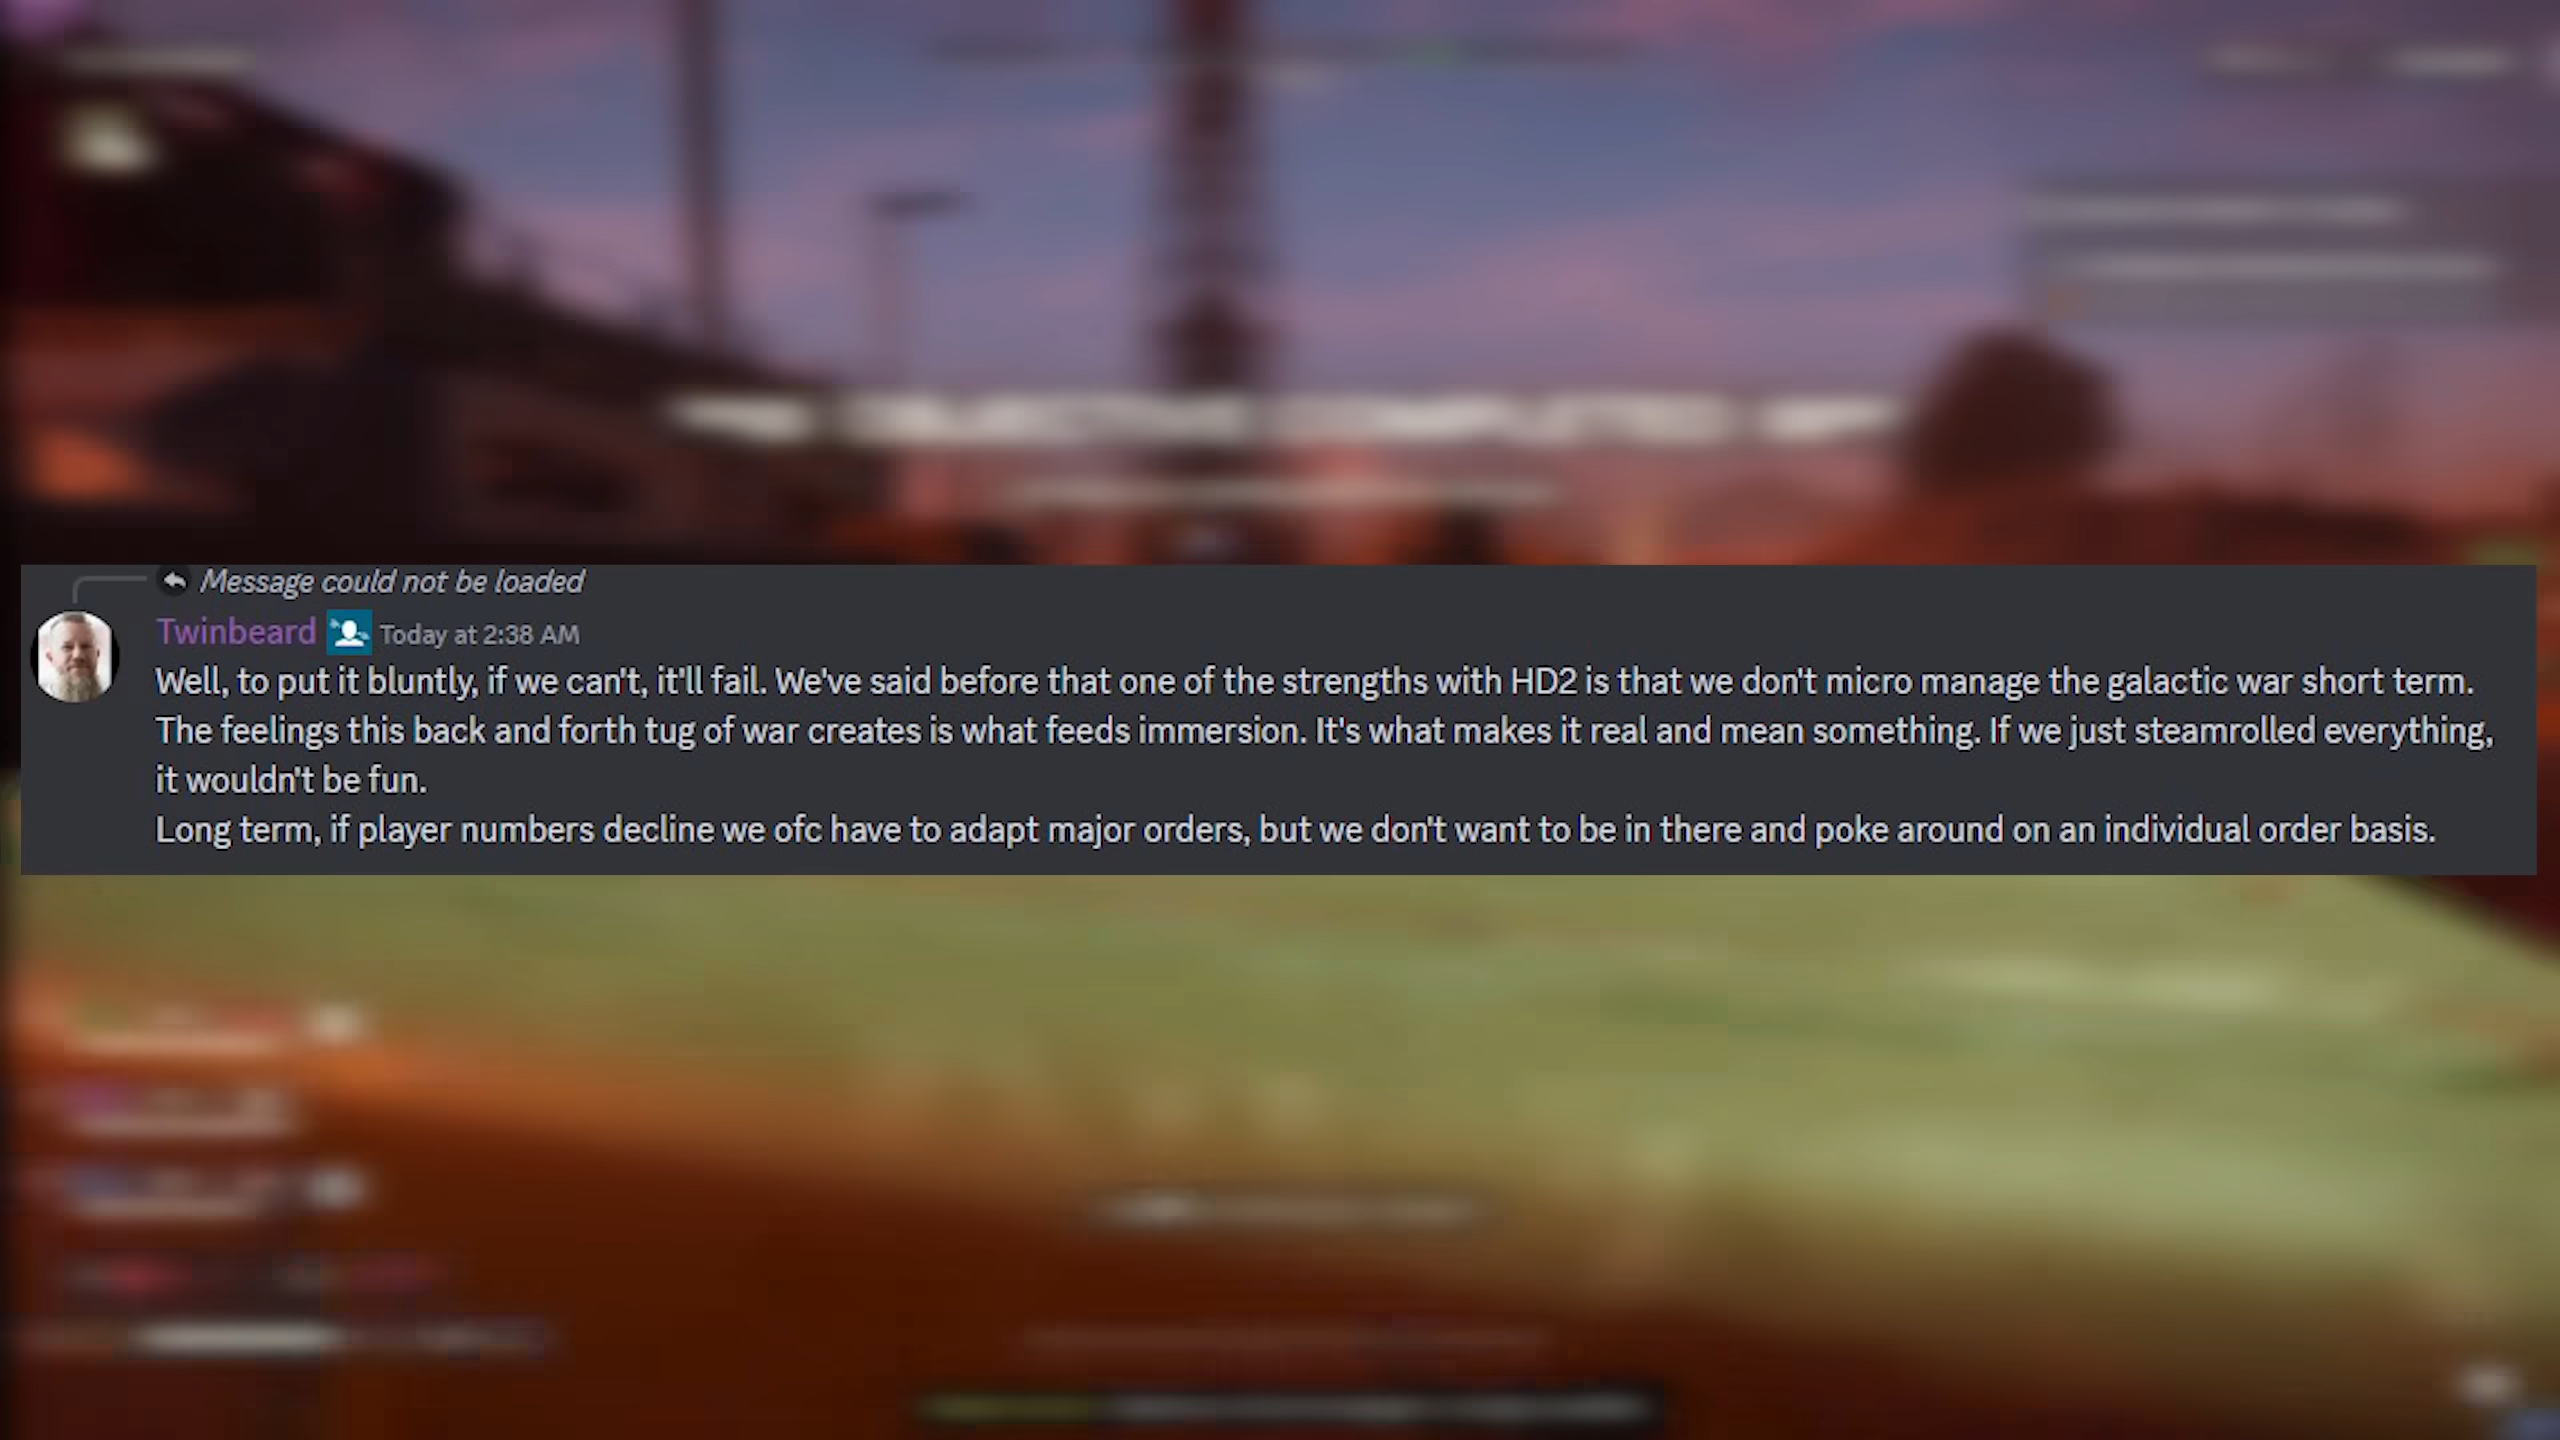 Message could not be loaded
Twinbeard Today at 2:38 AM
Well, to put it bluntly, if we can't, it'll fail. We've said before that one of the strengths with HD2 is that we don't micro manage the galactic war short term.
The feelings this back and forth tug of war creates is what feeds immersion. It's what makes it real and mean something. If we just steamrolled everything,
it wouldn't be fun.
Long term, if player numbers decline we ofc have to adapt major orders, but we don't want to be in there and poke around on an individual order basis.